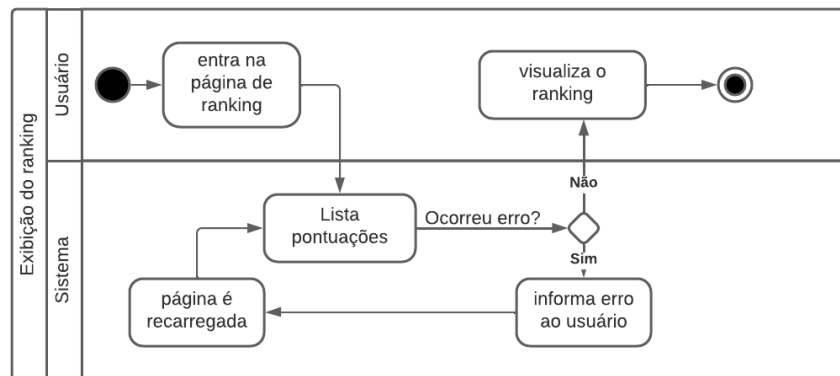 Exibição do ranking
Usuário
entra na
página de
ranking
visualiza o
ranking
Sistema
Não
Lista
pontuações
Ocorreu erro?
Sim
página é
recarregada
informa erro
ao usuário